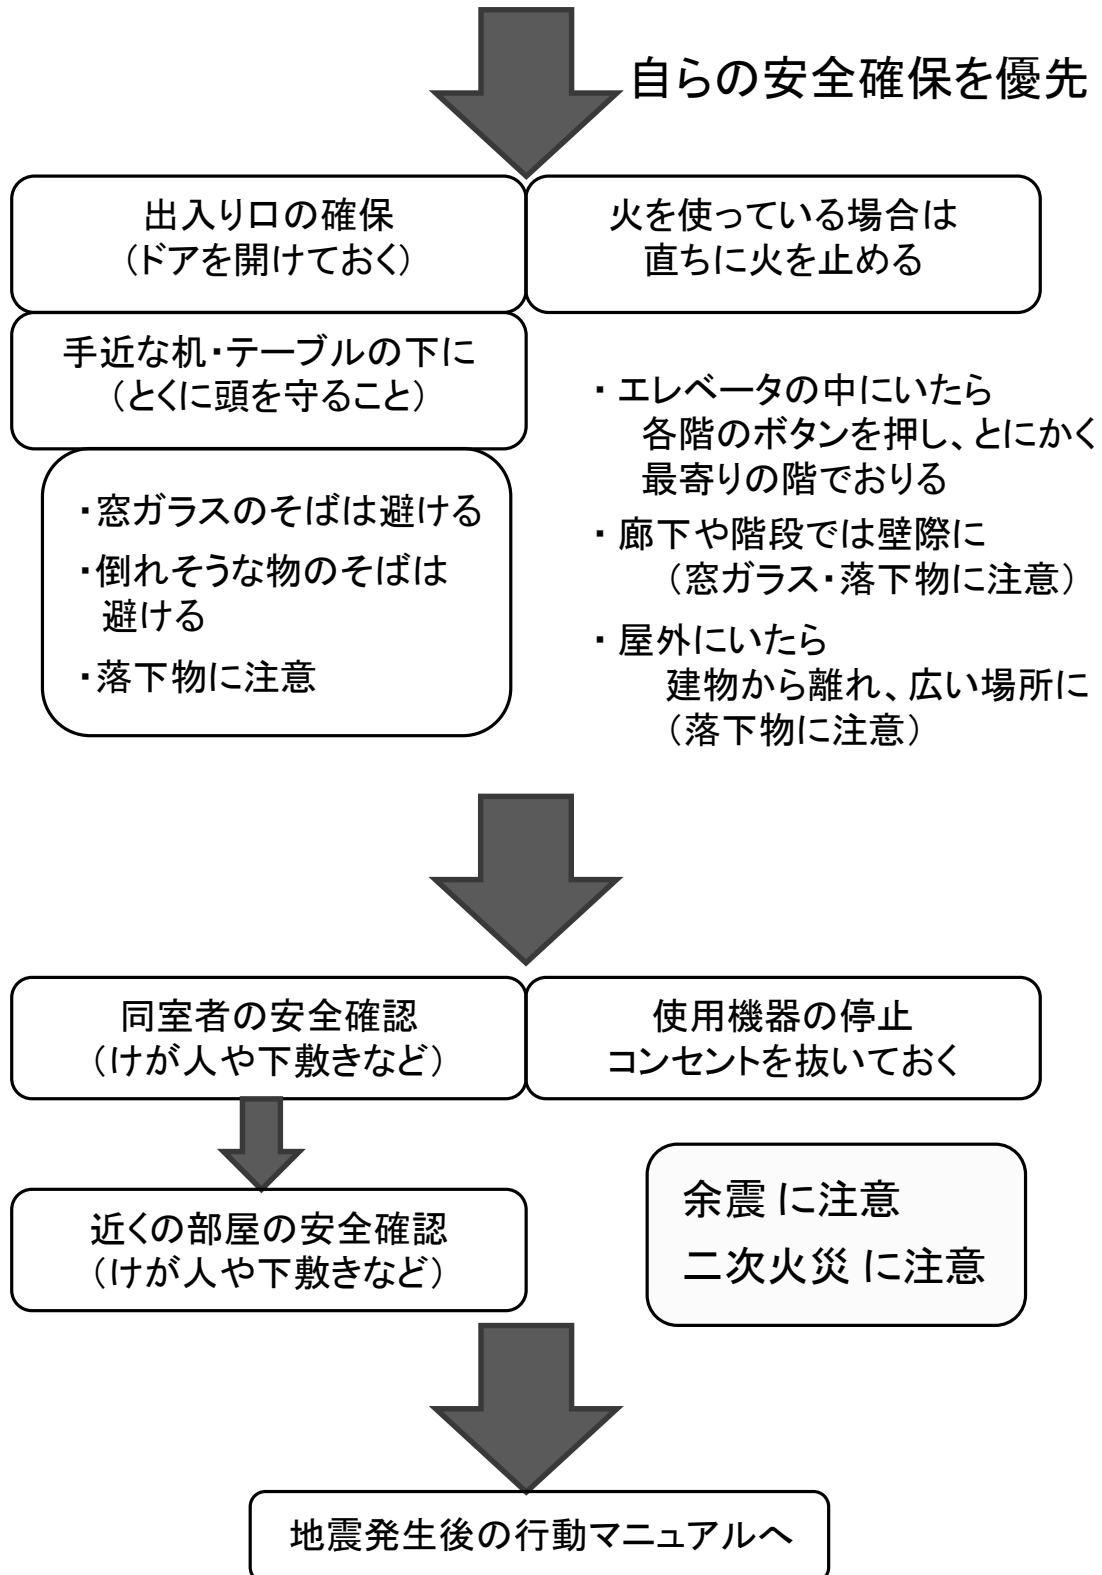 自らの安全確保を優先
出入り口の確保
(ドアを開けておく)
火を使っている場合は
直ちに火を止める
手近な机・テーブルの下に
(とくに頭を守ること)
・窓ガラスのそばは避ける
・倒れそうな物のそばは
避ける
・落下物に注意
・エレベータの中にいたら
各階のボタンを押し、とにかく
最寄りの階でおりる
・廊下や階段では壁際に
(窓ガラス・落下物に注意)
・屋外にいたら
建物から離れ、広い場所に
(落下物に注意)
同室者の安全確認
(けが人や下敷きなど)
使用機器の停止
コンセントを抜いておく
近くの部屋の安全確認
(けが人や下敷きなど)
余震 に注意
二次火災 に注意
地震発生後の行動マニュアルへ